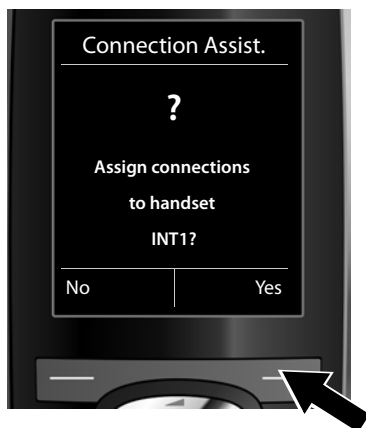 Connection Assist.
?
Assign connections
to handset
INT1?
No Yes